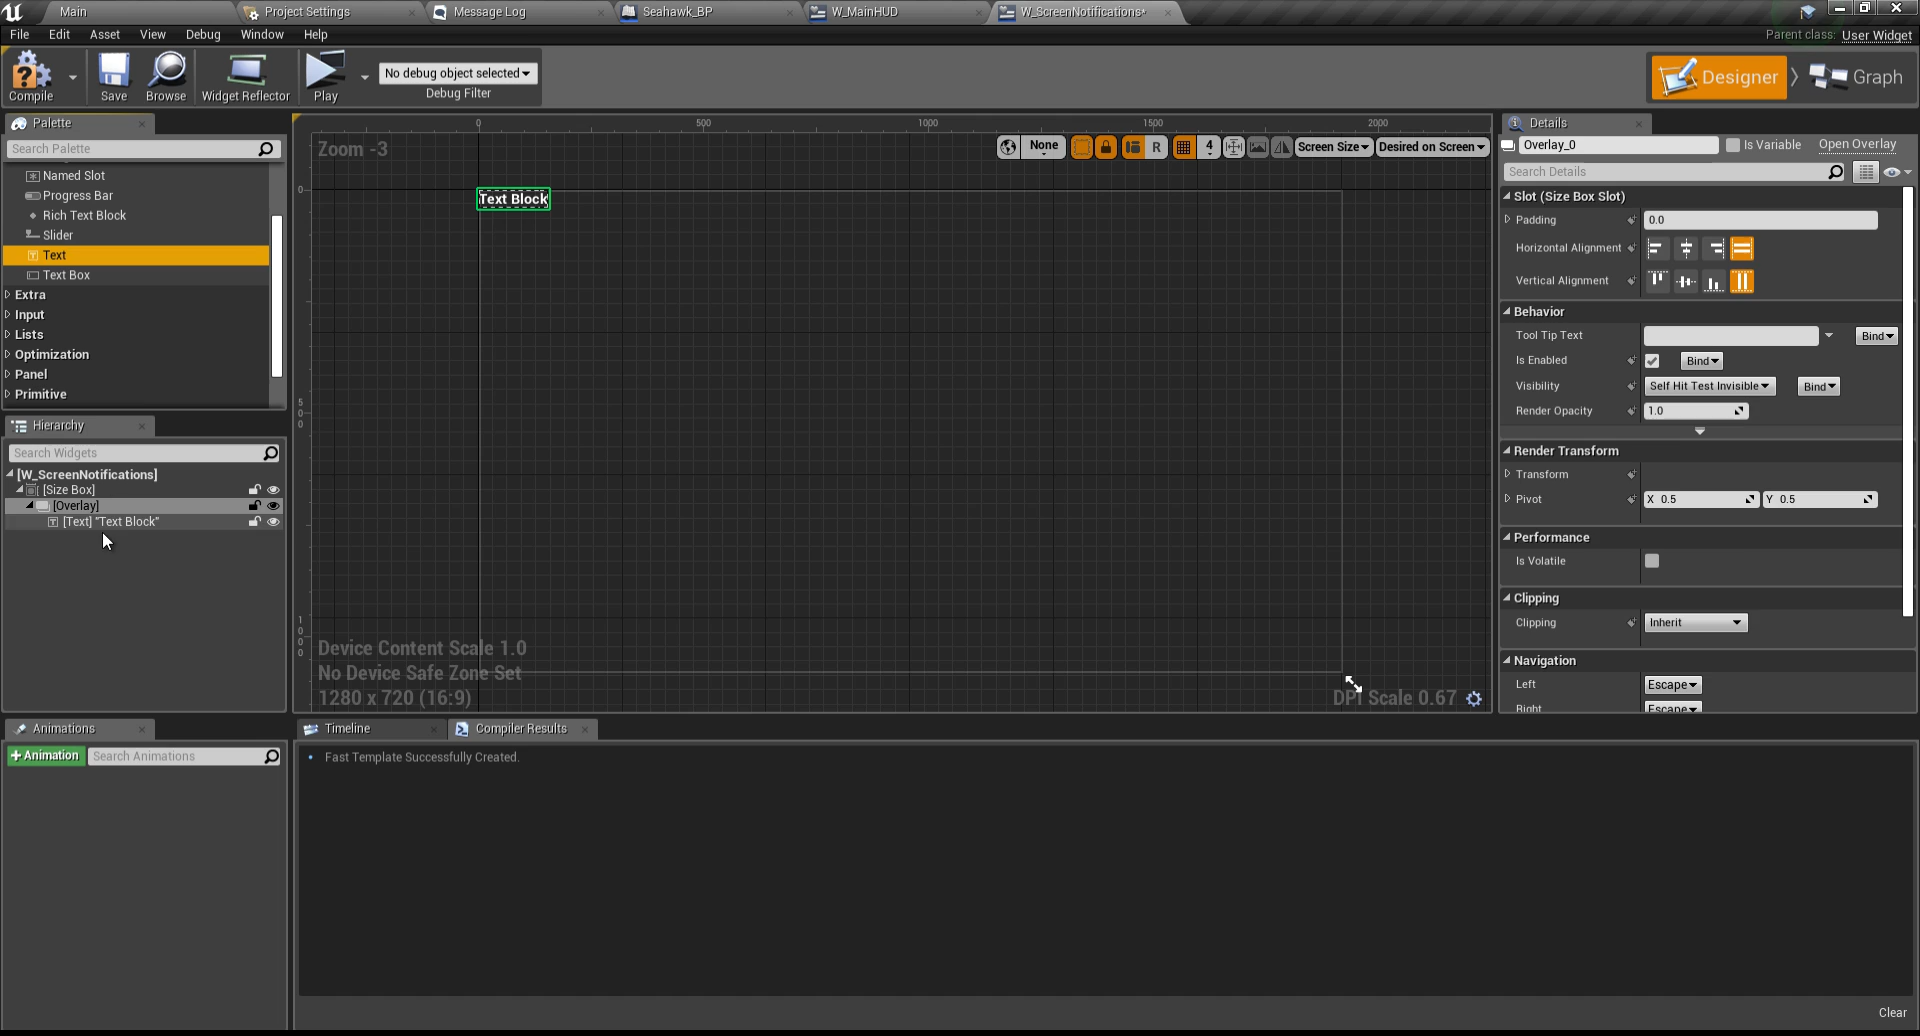 Main
Project Settings
Message Log
Seahawk_BP
W_MainHUD
W_ScreenNotifications*
File Edit Asset View Debug Window Help
Parent class: User Widget
Compile
Save
Browse
Widget Reflector
Play
No debug object selected
Debug Filter
Designer
Graph
Palette
Search Palette
Named Slot
Progress Bar
Rich Text Block
Slider
Text
Text Box
Extra
Input
Lists
Optimization
Panel
Primitive
Hierarchy
Search Widgets
[W_ScreenNotifications]
[Size Box]
[Overlay]
[Text] "Text Block"
Animations
+Animation
Search Animations
0 500 1000 1500 2000
0
500
1000
Zoom -3
None
R
4
Screen Size
Desired on Screen
Text Block
Device Content Scale 1.0
No Device Safe Zone Set
1280 x 720 (16:9)
DPI Scale 0.67
Timeline
Compiler Results
Fast Template Successfully Created.
Clear
Details
Overlay_0
Is Variable
Open Overlay
Search Details
Slot (Size Box Slot)
Padding 0.0
Horizontal Alignment
Vertical Alignment
Behavior
Tool Tip Text Bind
Is Enabled Bind
Visibility Self Hit Test Invisible Bind
Render Opacity 1.0
Render Transform
Transform
Pivot X 0.5 Y 0.5
Performance
Is Volatile
Clipping
Clipping Inherit
Navigation
Left Escape
Right Escape